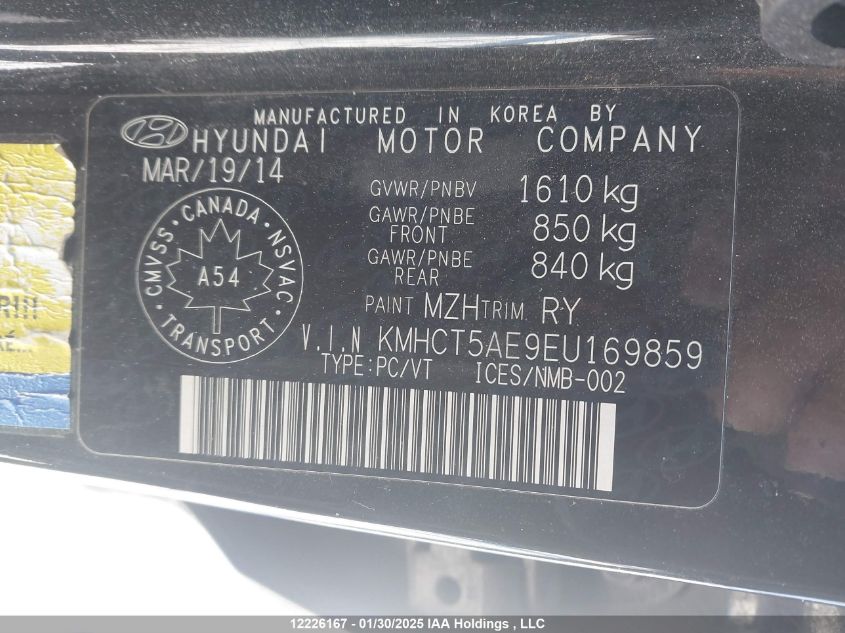 MANUFACTURED IN KOREA BY
HYUNDAI MOTOR COMPANY
MAR/19/14
GVWR/PNBV 1610 kg
GAWR/PNBE FRONT 850 kg
GAWR/PNBE REAR 840 kg
CANADA · NSVAC · TRANSPORT · CMVSS ·
A54
PAINT MZH TRIM RY
V.I.N KMHCT5AE9EU169859
TYPE:PC/VT ICES/NMB-002
12226167 - 01/30/2025 IAA Holdings , LLC